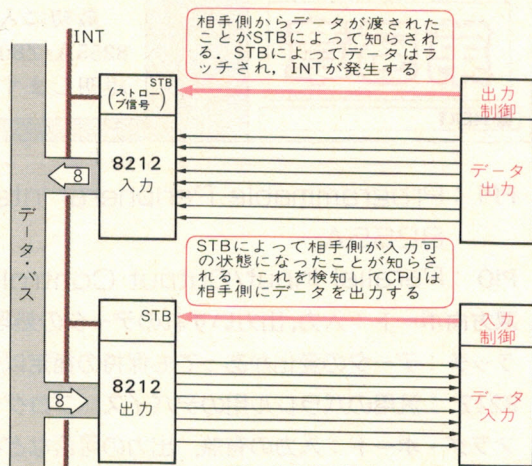 相手側からデータが渡された
ことがSTBによって知らされ
る．STBによってデータはラ
ッチされ，INTが発生する
INT
STB
(ストロー
ブ信号)
8212
入力
8
出力
制御
データ
出力
データ・バス
STBによって相手側が入力可
の状態になったことが知らさ
れる．これを検知してCPUは
相手側にデータを出力する
STB
8212
出力
8
入力
制御
データ
入力